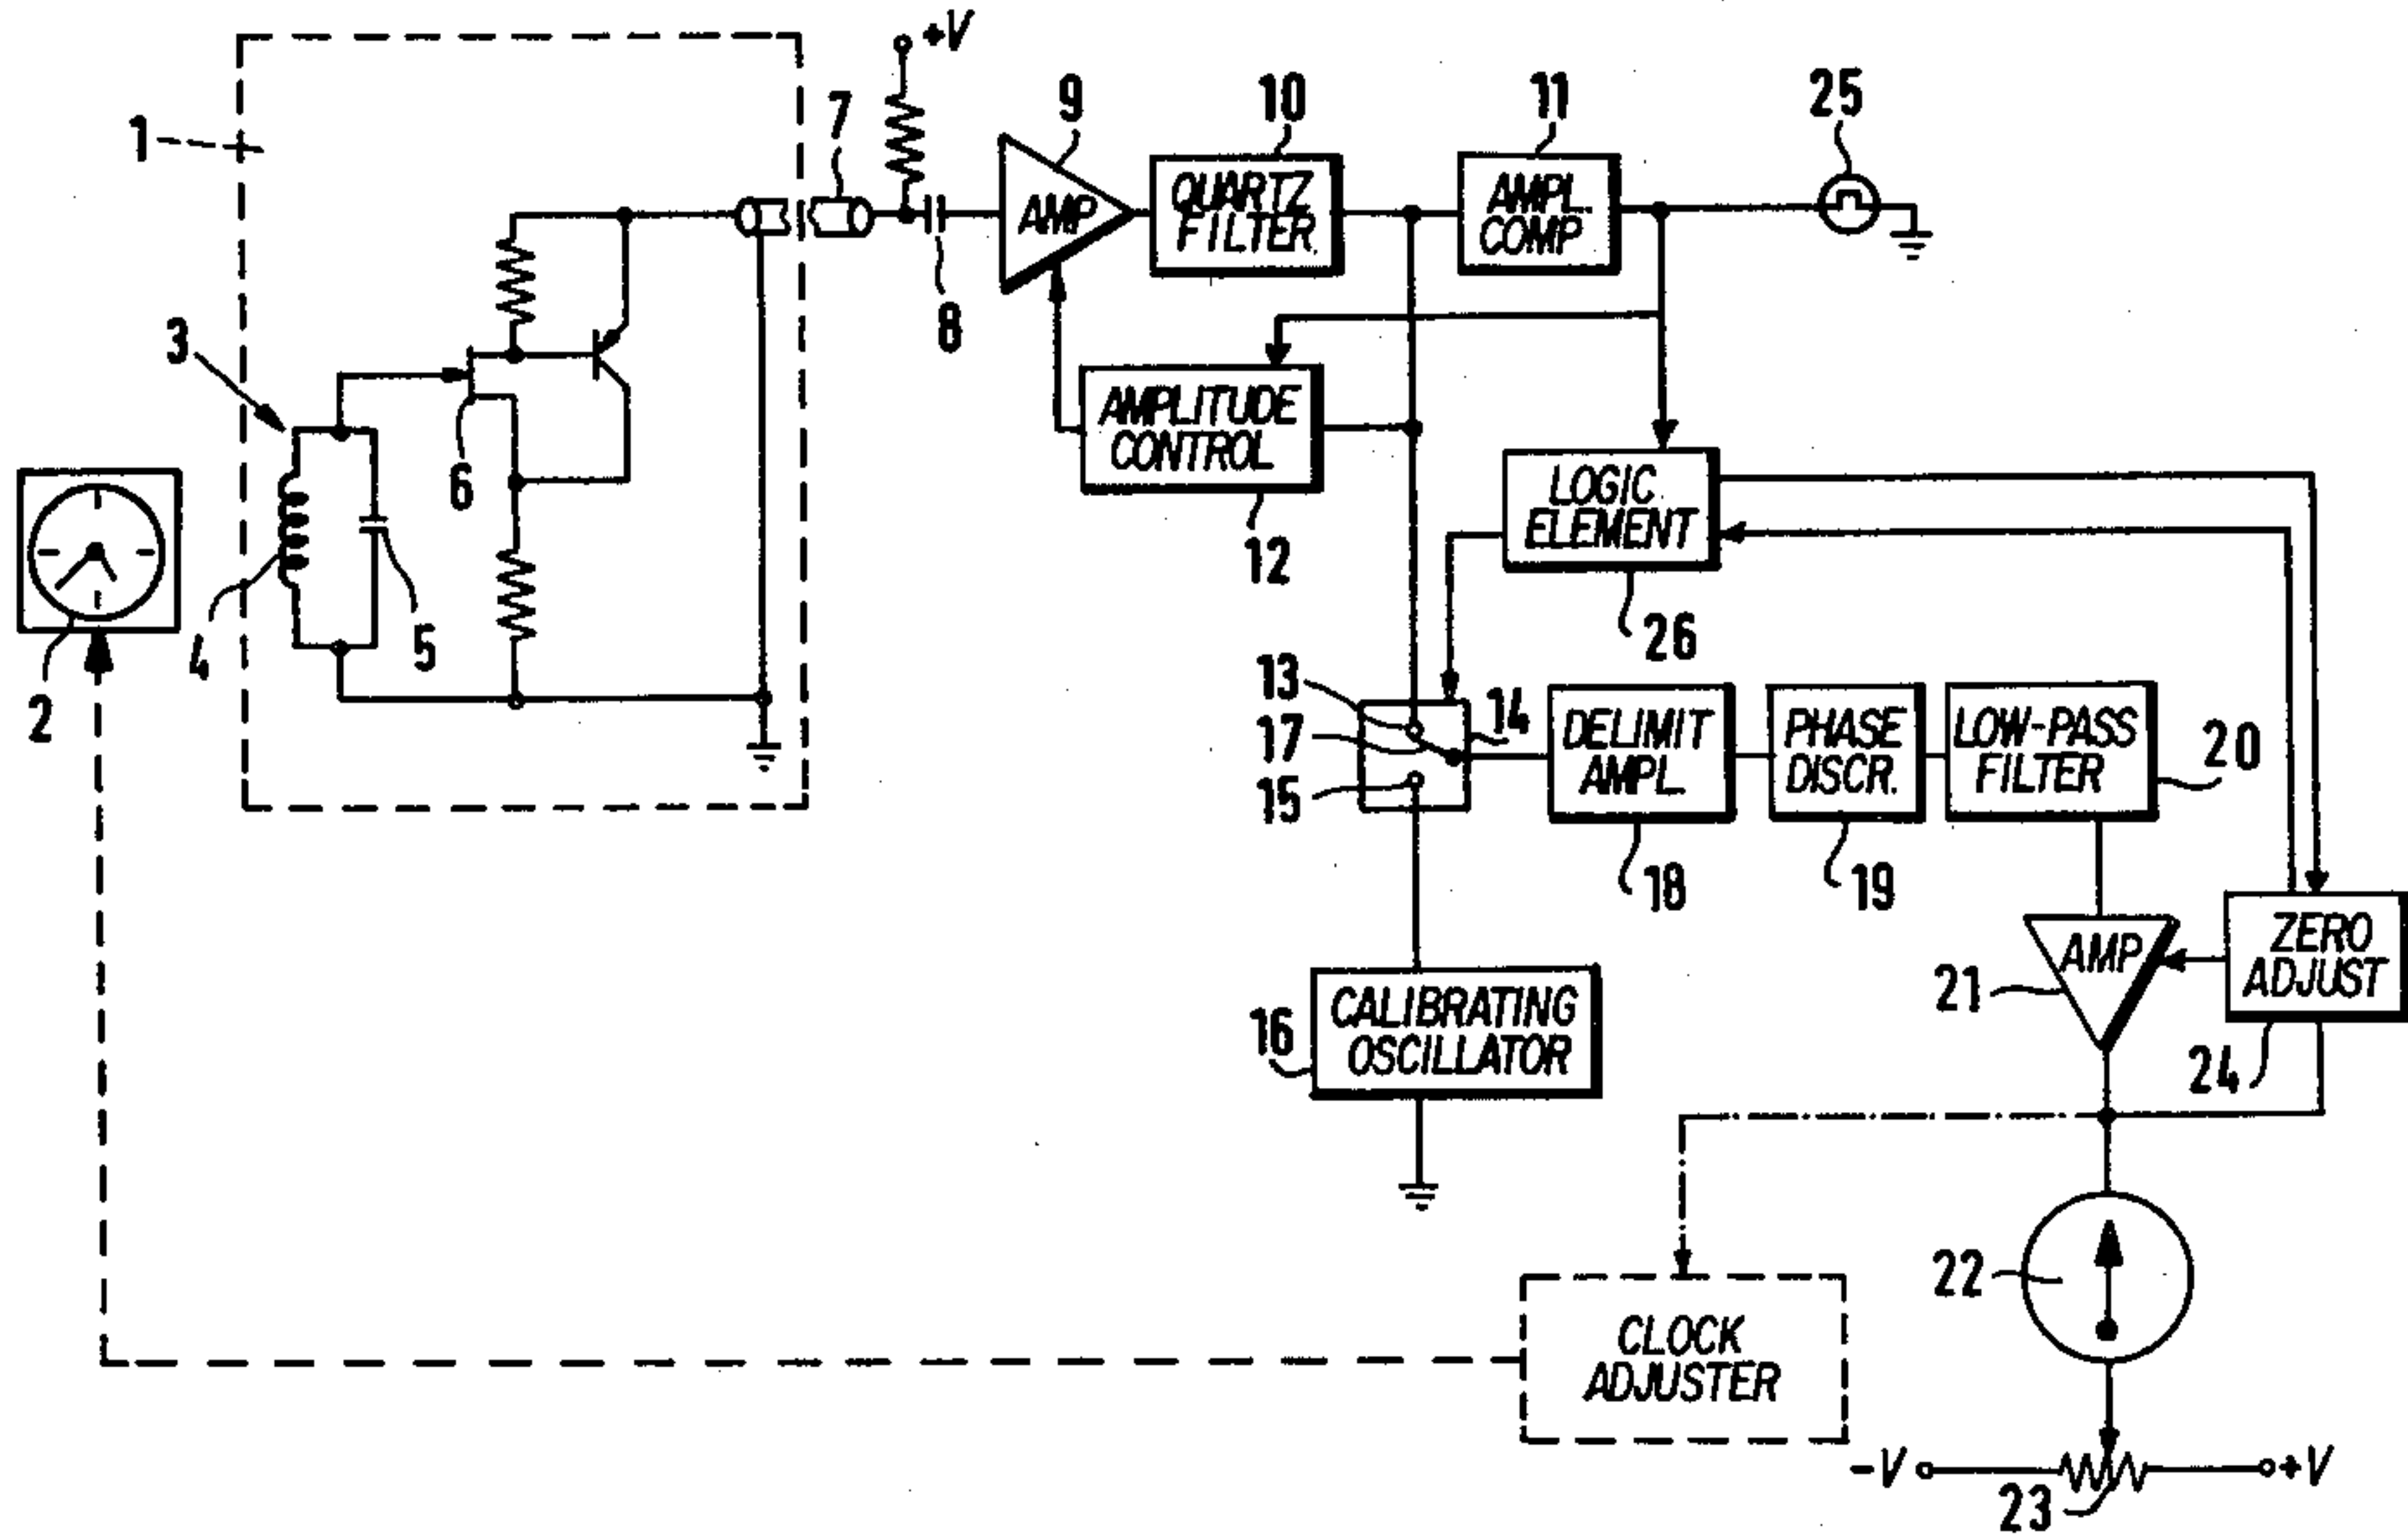 +V
1
7
9
10
11
25
AMP
QUARTZ
FILTER.
AMPL.
COMP
3
8
AMPLITUDE
CONTROL
6
LOGIC
ELEMENT
12
26
2
4
5
13
17
15
14
DELIMIT
AMPL.
PHASE
DISCR.
LOW-PASS
FILTER
20
18
19
CALIBRATING
OSCILLATOR
16
AMP
21
ZERO
ADJUST
24
22
CLOCK
ADJUSTER
-V
+V
23